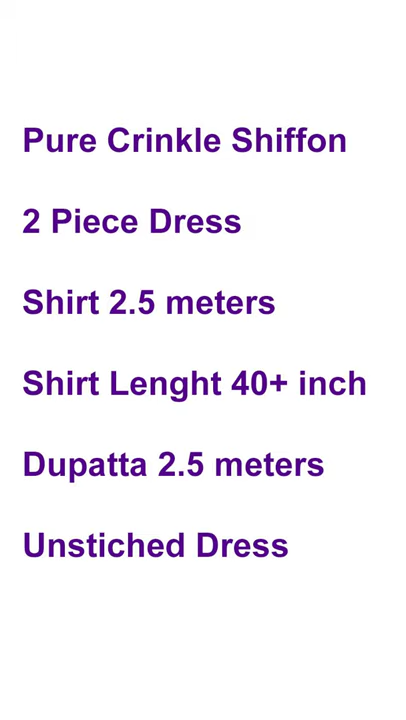 Pure Crinkle Shiffon
2 Piece Dress
Shirt 2.5 meters
Shirt Lenght 40+ inch
Dupatta 2.5 meters
Unstiched Dress